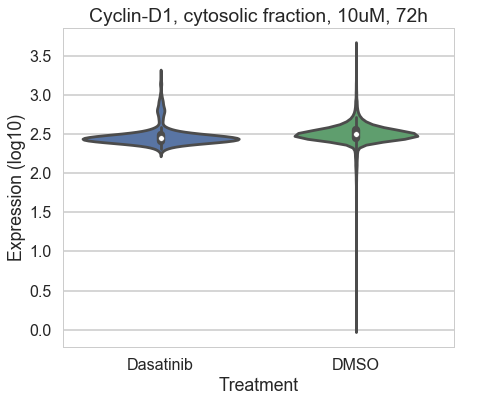 Cyclin-D1, cytosolic fraction, 10uM, 72h
Expression (log10)
3.5
3.0
2.5
2.0
1.5
1.0
0.5
0.0
Dasatinib DMSO
Treatment